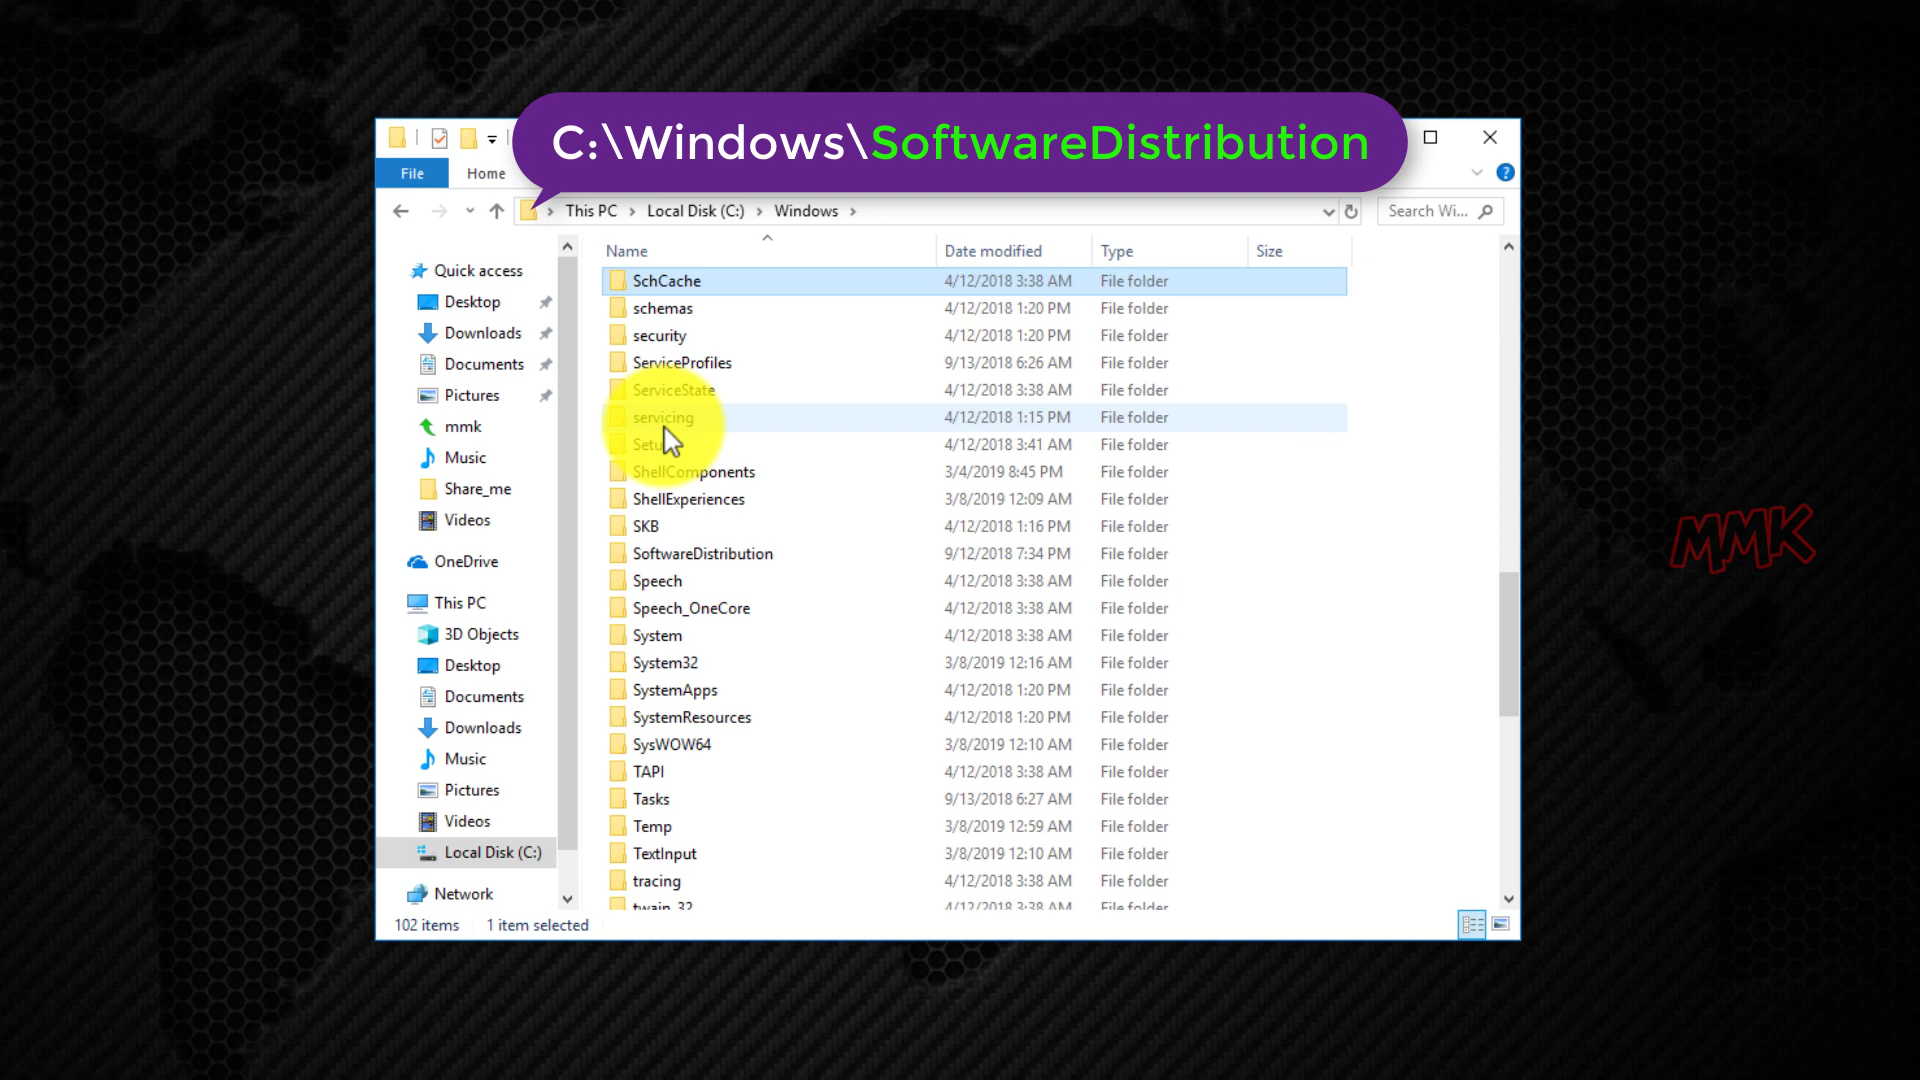 C:\Windows\SoftwareDistribution
File Home
This PC Local Disk (C:) Windows Search Wi...
Name Date modified Type Size
Quick access
Desktop
Downloads
Documents
Pictures
mmk
Music
Share_me
Videos
OneDrive
This PC
3D Objects
Desktop
Documents
Downloads
Music
Pictures
Videos
Local Disk (C:)
Network
SchCache 4/12/2018 3:38 AM File folder
schemas 4/12/2018 1:20 PM File folder
security 4/12/2018 1:20 PM File folder
ServiceProfiles 9/13/2018 6:26 AM File folder
ServiceState 4/12/2018 3:38 AM File folder
servicing 4/12/2018 1:15 PM File folder
Setup 4/12/2018 3:41 AM File folder
ShellComponents 3/4/2019 8:45 PM File folder
ShellExperiences 3/8/2019 12:09 AM File folder
SKB 4/12/2018 1:16 PM File folder
SoftwareDistribution 9/12/2018 7:34 PM File folder
Speech 4/12/2018 3:38 AM File folder
Speech_OneCore 4/12/2018 3:38 AM File folder
System 4/12/2018 3:38 AM File folder
System32 3/8/2019 12:16 AM File folder
SystemApps 4/12/2018 1:20 PM File folder
SystemResources 4/12/2018 1:20 PM File folder
SysWOW64 3/8/2019 12:10 AM File folder
TAPI 4/12/2018 3:38 AM File folder
Tasks 9/13/2018 6:27 AM File folder
Temp 3/8/2019 12:59 AM File folder
TextInput 3/8/2019 12:10 AM File folder
tracing 4/12/2018 3:38 AM File folder
twain_32 4/12/2018 3:38 AM File folder
102 items 1 item selected
MMK